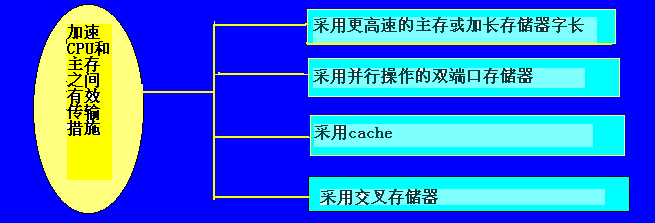 加速
CPU和
主存
之间
有效
传输
措施
采用更高速的主存或加长存储器字长
采用并行操作的双端口存储器
采用cache
采用交叉存储器